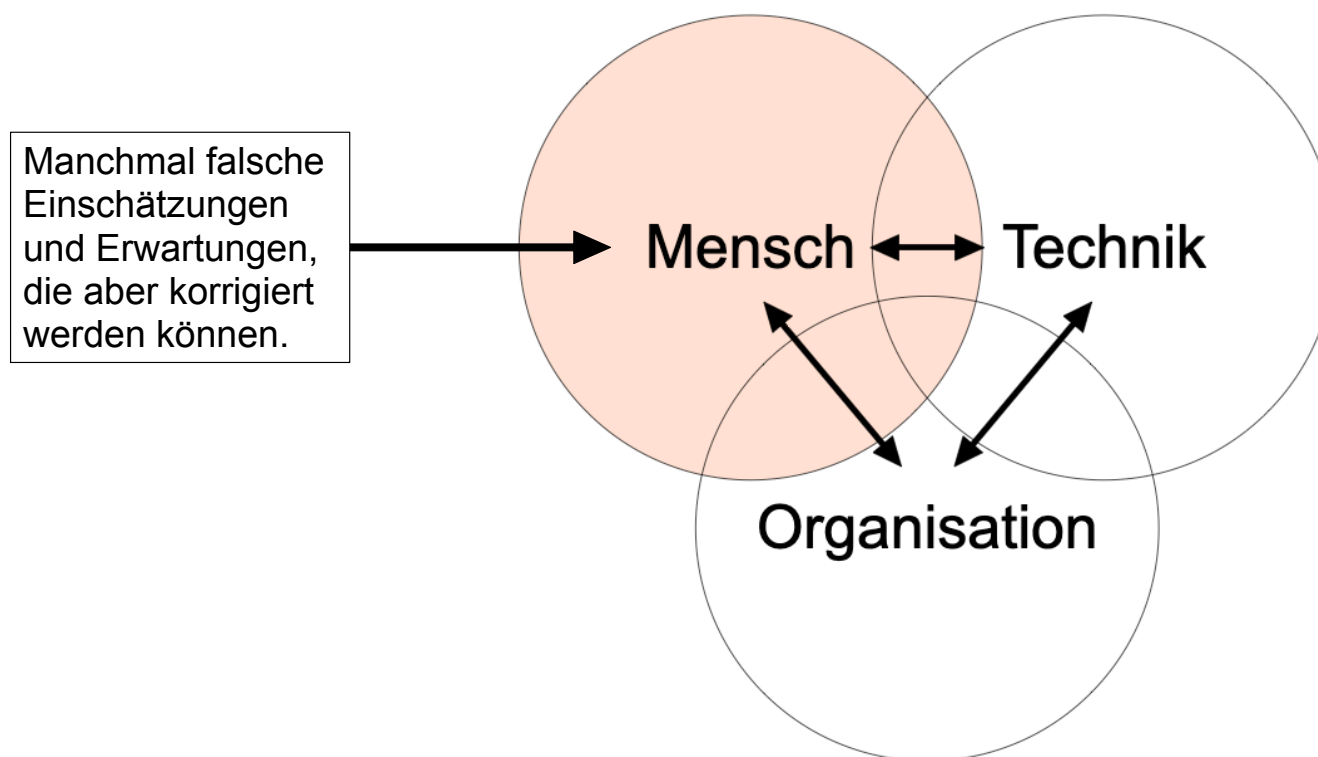 Manchmal falsche
Einschätzungen
und Erwartungen,
die aber korrigiert
werden können.
Mensch
Technik
Organisation